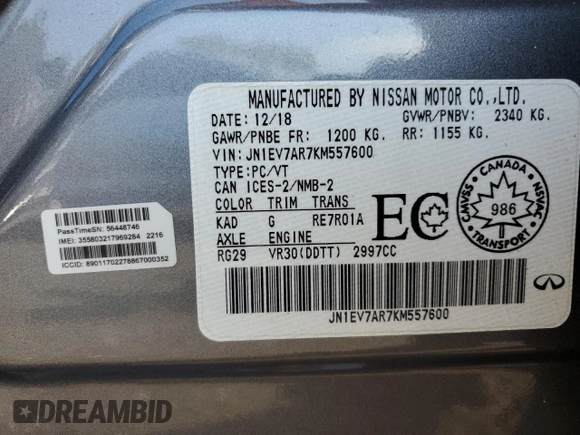 MANUFACTURED BY NISSAN MOTOR CO.,LTD.
DATE: 12/18 GVWR/PNBV: 2340 KG.
GAWR/PNBE FR: 1200 KG. RR: 1155 KG.
VIN: JN1EV7AR7KM557600
TYPE:PC/VT
CAN ICES-2/NMB-2
COLOR TRIM TRANS
KAD G RE7R01A
AXLE ENGINE
RG29 VR30(DDTT) 2997CC
JN1EV7AR7KM557600
EC
CANADA
CMVSS
NSVAC
986
TRANSPORT
PassTimeSN: 56448746
IMEI: 355803217969284 2216
ICCID: 89011702278867000352
DREAMBID